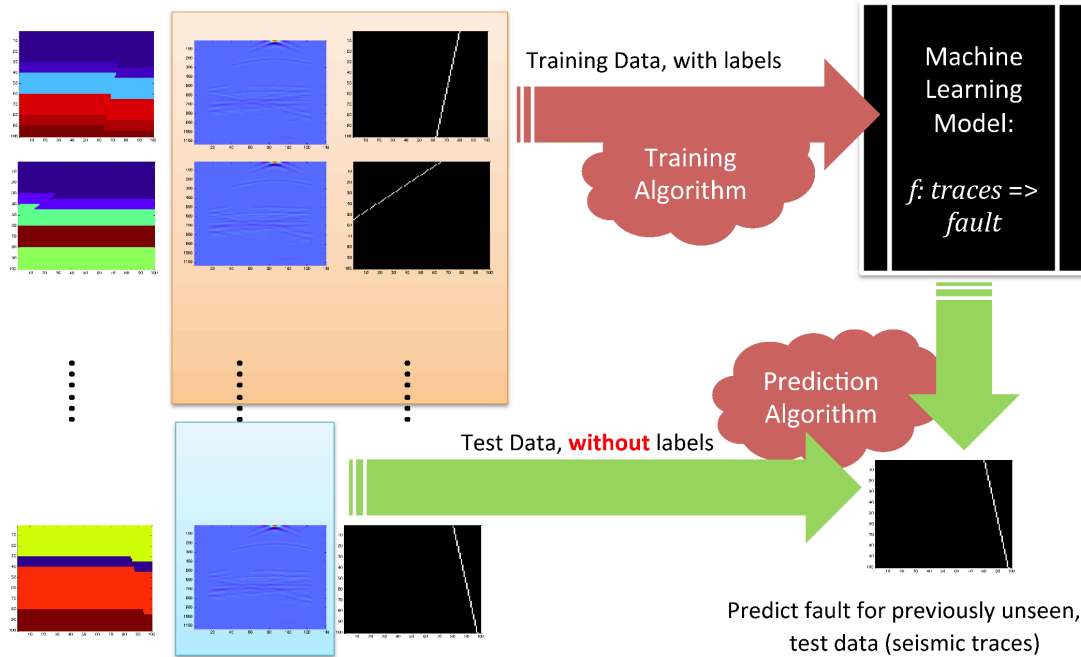 Training Data, with labels
Training
Algorithm
Machine
Learning
Model:
f: traces =>
fault
Prediction
Algorithm
Test Data, without labels
Predict fault for previously unseen,
test data (seismic traces)